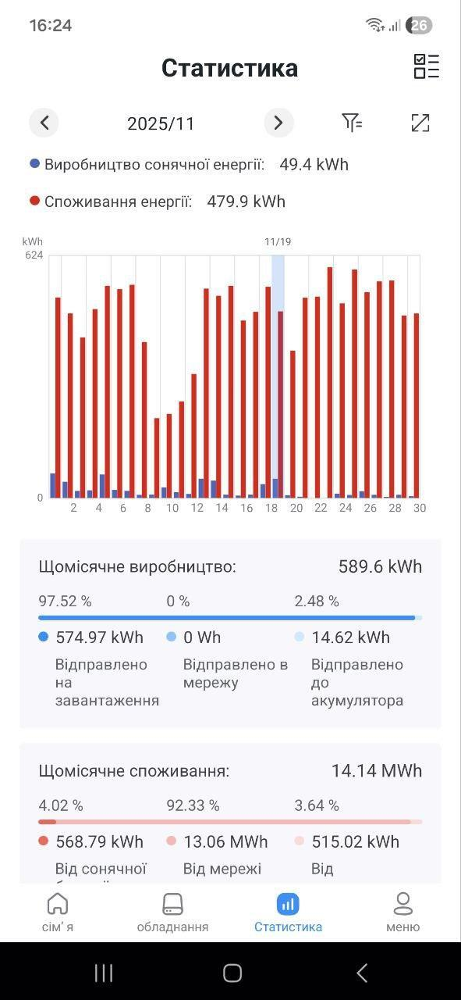 16:24
26
Статистика
2025/11
Виробництво сонячної енергії: 49.4 kWh
Споживання енергії: 479.9 kWh
kWh
11/19
624
0
2 4 6 8 10 12 14 16 18 20 22 24 26 28 30
Щомісячне виробництво: 589.6 kWh
97.52 % 0 % 2.48 %
574.97 kWh 0 Wh 14.62 kWh
Відправлено Відправлено в Відправлено
на мережу до
завантаження акумулятора
Щомісячне споживання: 14.14 MWh
4.02 % 92.33 % 3.64 %
568.79 kWh 13.06 MWh 515.02 kWh
Від сонячної Від мережі Від
сім' я обладнання Статистика меню